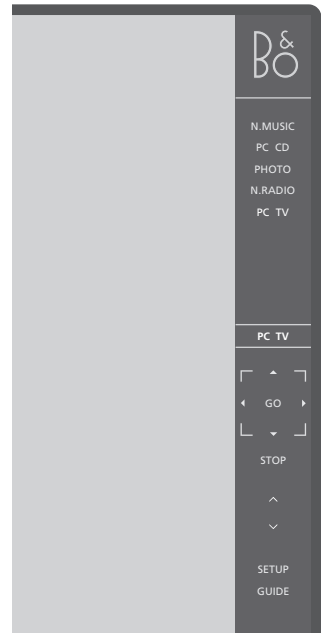 B&O
N.MUSIC
PC CD
PHOTO
N.RADIO
PC TV
PC TV
GO
STOP
SETUP
GUIDE